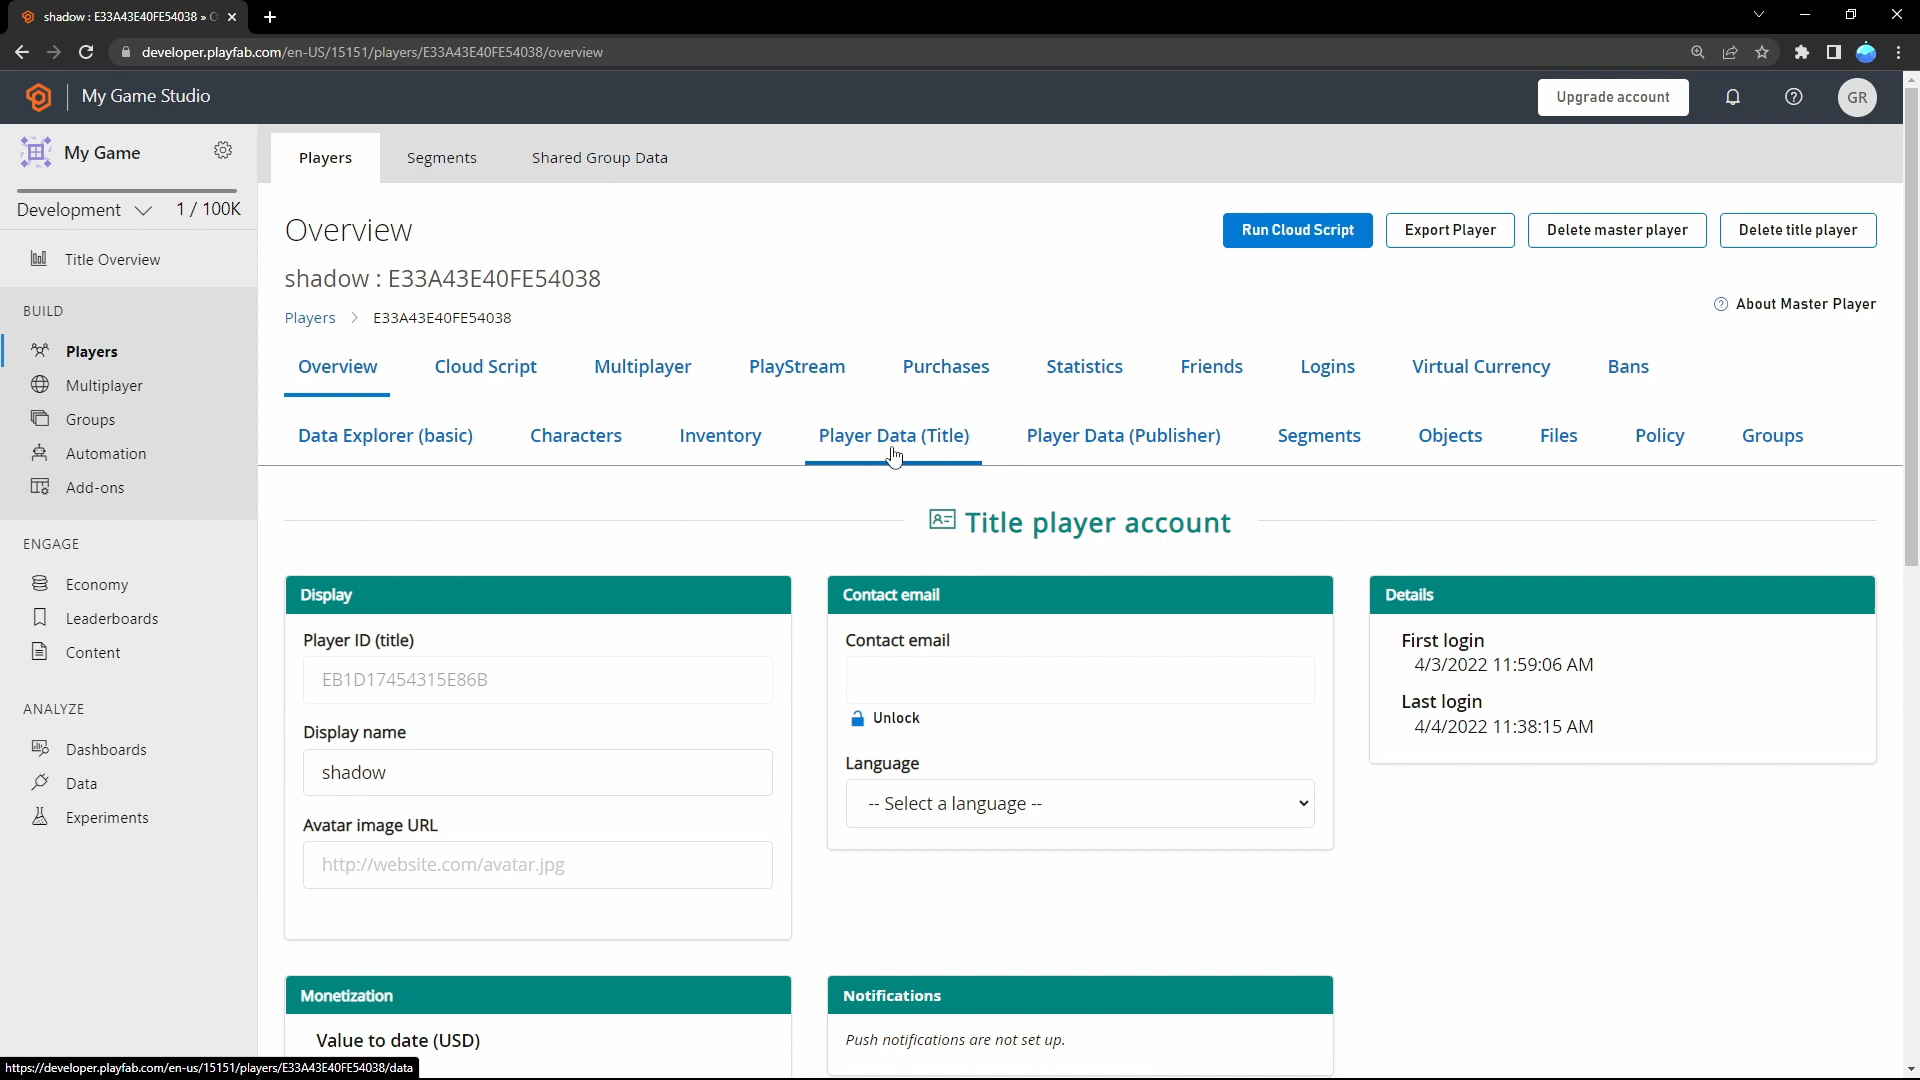 shadow : E33A43E40FE54038 »
developer.playfab.com/en-US/15151/players/E33A43E40FE54038/overview
My Game Studio
Upgrade account
GR
My Game
Development
1 / 100K
Title Overview
BUILD
Players
Multiplayer
Groups
Automation
Add-ons
ENGAGE
Economy
Leaderboards
Content
ANALYZE
Dashboards
Data
Experiments
Players Segments Shared Group Data
Overview
Run Cloud Script
Export Player
Delete master player
Delete title player
shadow : E33A43E40FE54038
Players > E33A43E40FE54038
About Master Player
Overview Cloud Script Multiplayer PlayStream Purchases Statistics Friends Logins Virtual Currency Bans
Data Explorer (basic) Characters Inventory Player Data (Title) Player Data (Publisher) Segments Objects Files Policy Groups
Title player account
Display
Player ID (title)
EB1D17454315E86B
Display name
shadow
Avatar image URL
http://website.com/avatar.jpg
Contact email
Contact email
Unlock
Language
-- Select a language --
Details
First login
4/3/2022 11:59:06 AM
Last login
4/4/2022 11:38:15 AM
Monetization
Value to date (USD)
Notifications
Push notifications are not set up.
https://developer.playfab.com/en-us/15151/players/E33A43E40FE54038/data